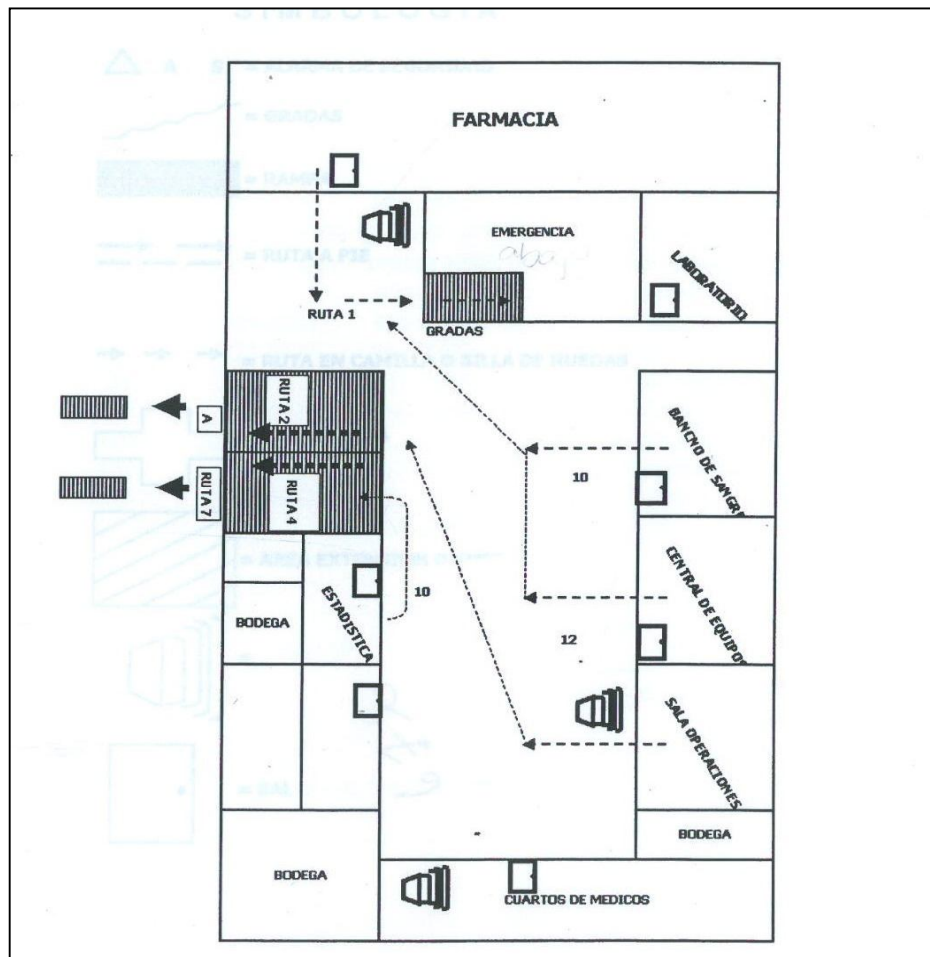 SIMBOLOGIA
= GRADAS
FARMACIA
EMERGENCIA
LABORATORIO
= RUTA A PIE
RUTA 1
GRADAS
= RUTA EN CAMILLA O SILLA DE RUEDAS
RUTA 2
A
BANCNO DE SANGRE
10
RUTA 4
RUTA 7
10
ESTADISTICA
BODEGA
CENTRAL DE EQUIPOS
12
SALA OPERACIONES
BODEGA
BODEGA
CUARTOS DE MEDICOS